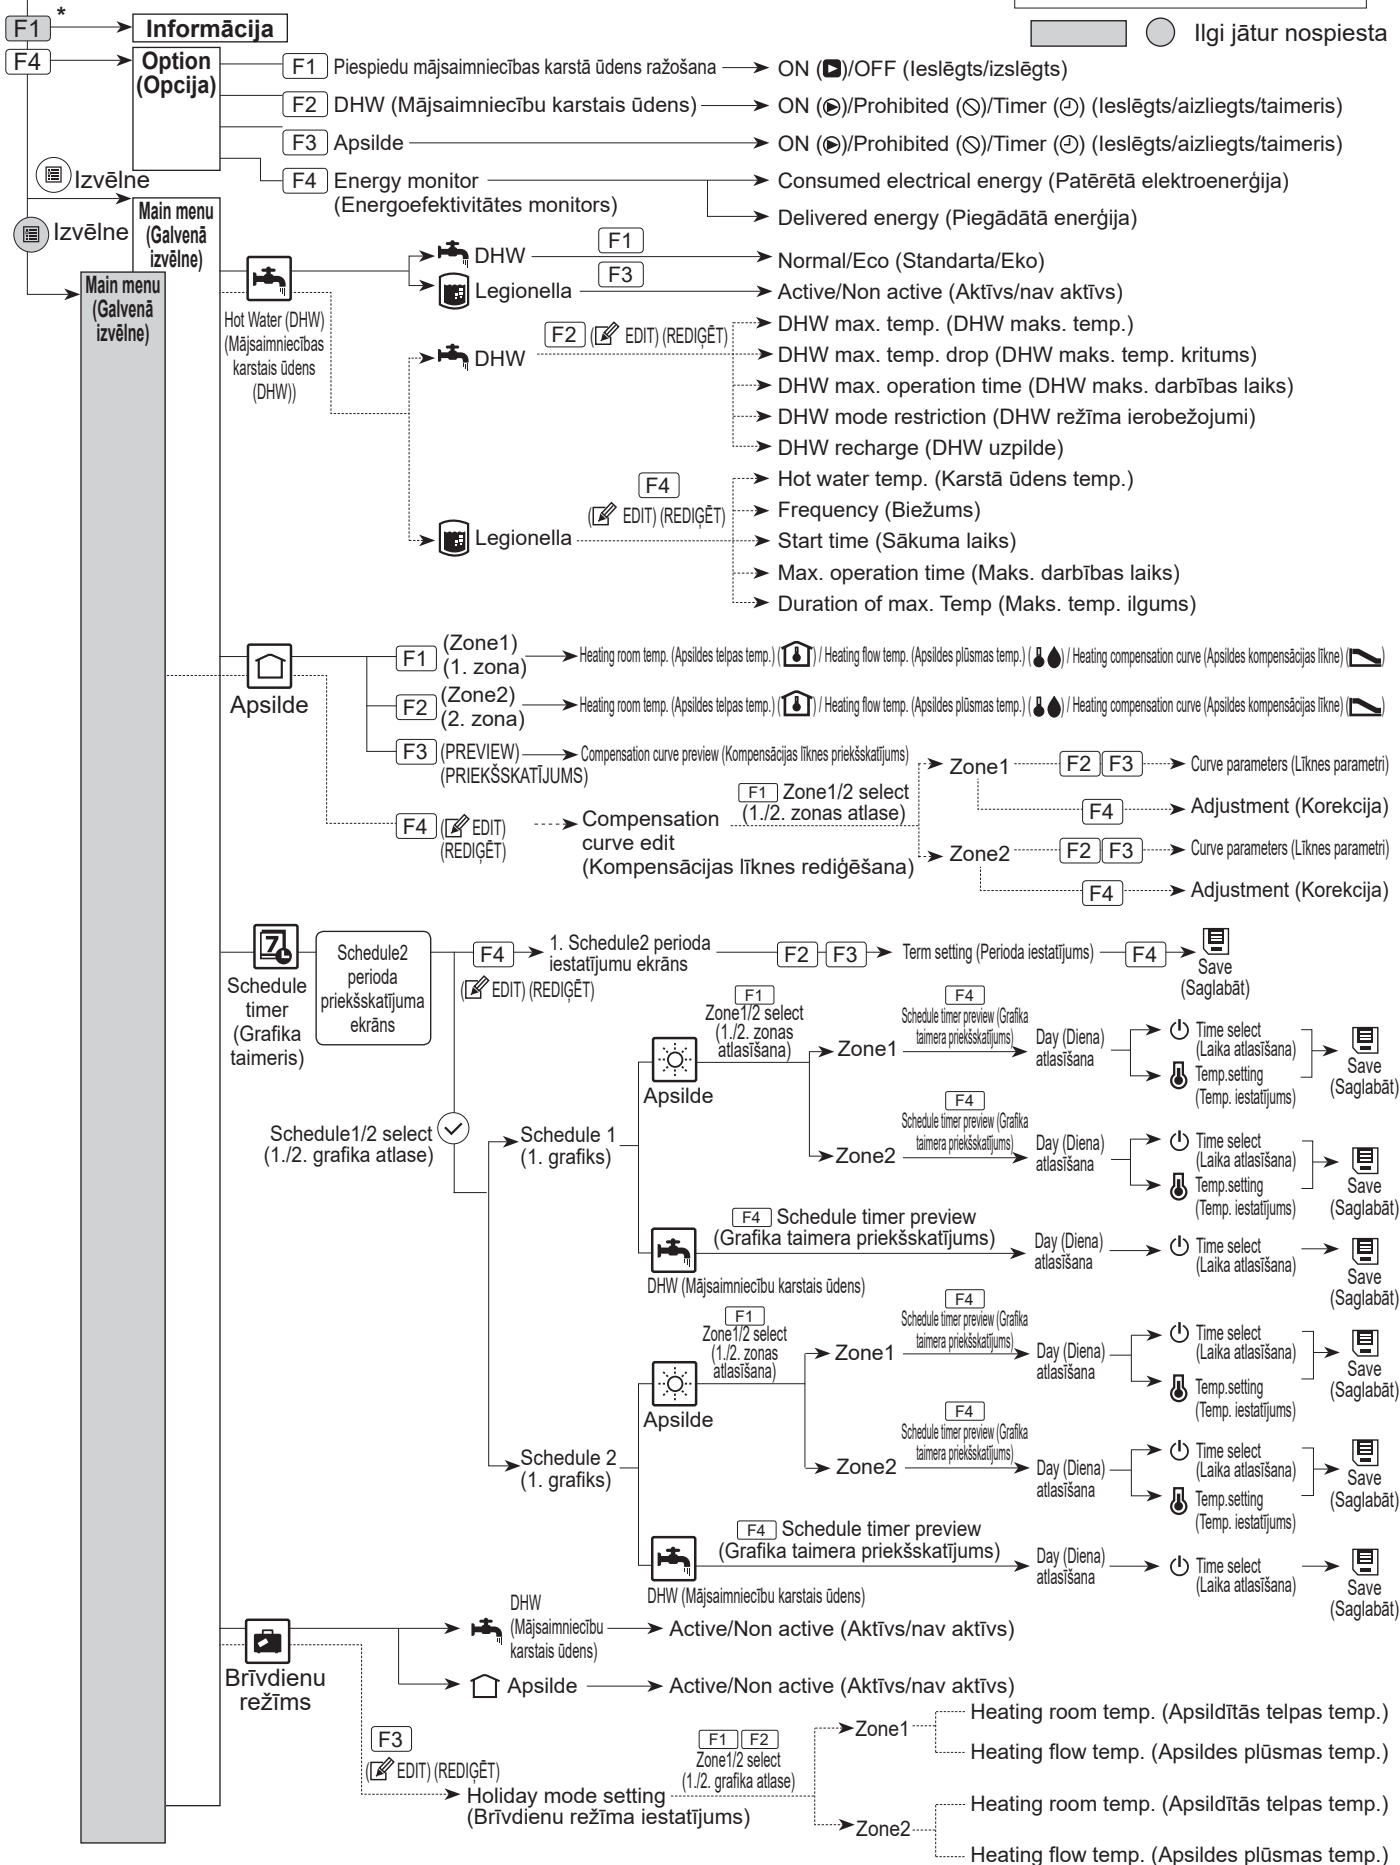 F1
*
Informācija
Ilgi jātur nospiesta
F4
Option
(Opcija)
F1 Piespiedu mājsaimniecības karstā ūdens ražošana
ON ()/OFF (Ieslēgts/izslēgts)
F2 DHW (Mājsaimniecību karstais ūdens)
ON ()/Prohibited ()/Timer () (Ieslēgts/aizliegts/taimeris)
F3 Apsilde
ON ()/Prohibited ()/Timer () (Ieslēgts/aizliegts/taimeris)
F4 Energy monitor
(Energoefektivitātes monitors)
Consumed electrical energy (Patērētā elektroenerģija)
Delivered energy (Piegādātā enerģija)
Izvēlne
Izvēlne
Main menu
(Galvenā
izvēlne)
Main menu
(Galvenā
izvēlne)
Hot Water (DHW)
(Mājsaimniecības
karstais ūdens
(DHW))
DHW
F1
Normal/Eco (Standarta/Eko)
Legionella
F3
Active/Non active (Aktīvs/nav aktīvs)
DHW
F2 ( EDIT) (REDIĢĒT)
DHW max. temp. (DHW maks. temp.)
DHW max. temp. drop (DHW maks. temp. kritums)
DHW max. operation time (DHW maks. darbības laiks)
DHW mode restriction (DHW režīma ierobežojumi)
DHW recharge (DHW uzpilde)
Legionella
F4
( EDIT) (REDIĢĒT)
Hot water temp. (Karstā ūdens temp.)
Frequency (Biežums)
Start time (Sākuma laiks)
Max. operation time (Maks. darbības laiks)
Duration of max. Temp (Maks. temp. ilgums)
Apsilde
F1 (Zone1)
(1. zona)
Heating room temp. (Apsildes telpas temp.) () / Heating flow temp. (Apsildes plūsmas temp.) () / Heating compensation curve (Apsildes kompensācijas līkne) ()
F2 (Zone2)
(2. zona)
Heating room temp. (Apsildes telpas temp.) () / Heating flow temp. (Apsildes plūsmas temp.) () / Heating compensation curve (Apsildes kompensācijas līkne) ()
F3 (PREVIEW)
(PRIEKŠSKATĪJUMS)
Compensation curve preview (Kompensācijas līknes priekšskatījums)
F4 ( EDIT)
(REDIĢĒT)
Compensation
curve edit
(Kompensācijas līknes rediģēšana)
F1 Zone1/2 select
(1./2. zonas atlase)
Zone1
F2 F3
Curve parameters (Līknes parametri)
F4
Adjustment (Korekcija)
Zone2
F2 F3
Curve parameters (Līknes parametri)
F4
Adjustment (Korekcija)
7
Schedule
timer
(Grafika
taimeris)
Schedule2
perioda
priekšskatījuma
ekrāns
F4
( EDIT) (REDIĢĒT)
1. Schedule2 perioda
iestatījumu ekrāns
F2 F3
Term setting (Perioda iestatījums)
F4
Save
(Saglabāt)
Schedule1/2 select
(1./2. grafika atlase)
Schedule 1
(1. grafiks)
Apsilde
F1
Zone1/2 select
(1./2. zonas
atlasīšana)
Zone1
F4
Schedule timer preview (Grafika
taimera priekšskatījums)
Day (Diena)
atlasīšana
Time select
(Laika atlasīšana)
Temp.setting
(Temp. iestatījums)
Save
(Saglabāt)
Zone2
F4
Schedule timer preview (Grafika
taimera priekšskatījums)
Day (Diena)
atlasīšana
Time select
(Laika atlasīšana)
Temp.setting
(Temp. iestatījums)
Save
(Saglabāt)
F4 Schedule timer preview
(Grafika taimera priekšskatījums)
DHW (Mājsaimniecību karstais ūdens)
Day (Diena)
atlasīšana
Time select
(Laika atlasīšana)
Save
(Saglabāt)
Schedule 2
(1. grafiks)
Apsilde
F1
Zone1/2 select
(1./2. zonas
atlasīšana)
Zone1
F4
Schedule timer preview (Grafika
taimera priekšskatījums)
Day (Diena)
atlasīšana
Time select
(Laika atlasīšana)
Temp.setting
(Temp. iestatījums)
Save
(Saglabāt)
Zone2
F4
Schedule timer preview (Grafika
taimera priekšskatījums)
Day (Diena)
atlasīšana
Time select
(Laika atlasīšana)
Temp.setting
(Temp. iestatījums)
Save
(Saglabāt)
F4 Schedule timer preview
(Grafika taimera priekšskatījums)
DHW (Mājsaimniecību karstais ūdens)
Day (Diena)
atlasīšana
Time select
(Laika atlasīšana)
Save
(Saglabāt)
Brīvdienu
režīms
DHW
(Mājsaimniecību
karstais ūdens)
Active/Non active (Aktīvs/nav aktīvs)
Apsilde
Active/Non active (Aktīvs/nav aktīvs)
F3
( EDIT) (REDIĢĒT)
Holiday mode setting
(Brīvdienu režīma iestatījums)
F1 F2
Zone1/2 select
(1./2. grafika atlase)
Zone1
Heating room temp. (Apsildītās telpas temp.)
Heating flow temp. (Apsildes plūsmas temp.)
Zone2
Heating room temp. (Apsildītās telpas temp.)
Heating flow temp. (Apsildes plūsmas temp.)